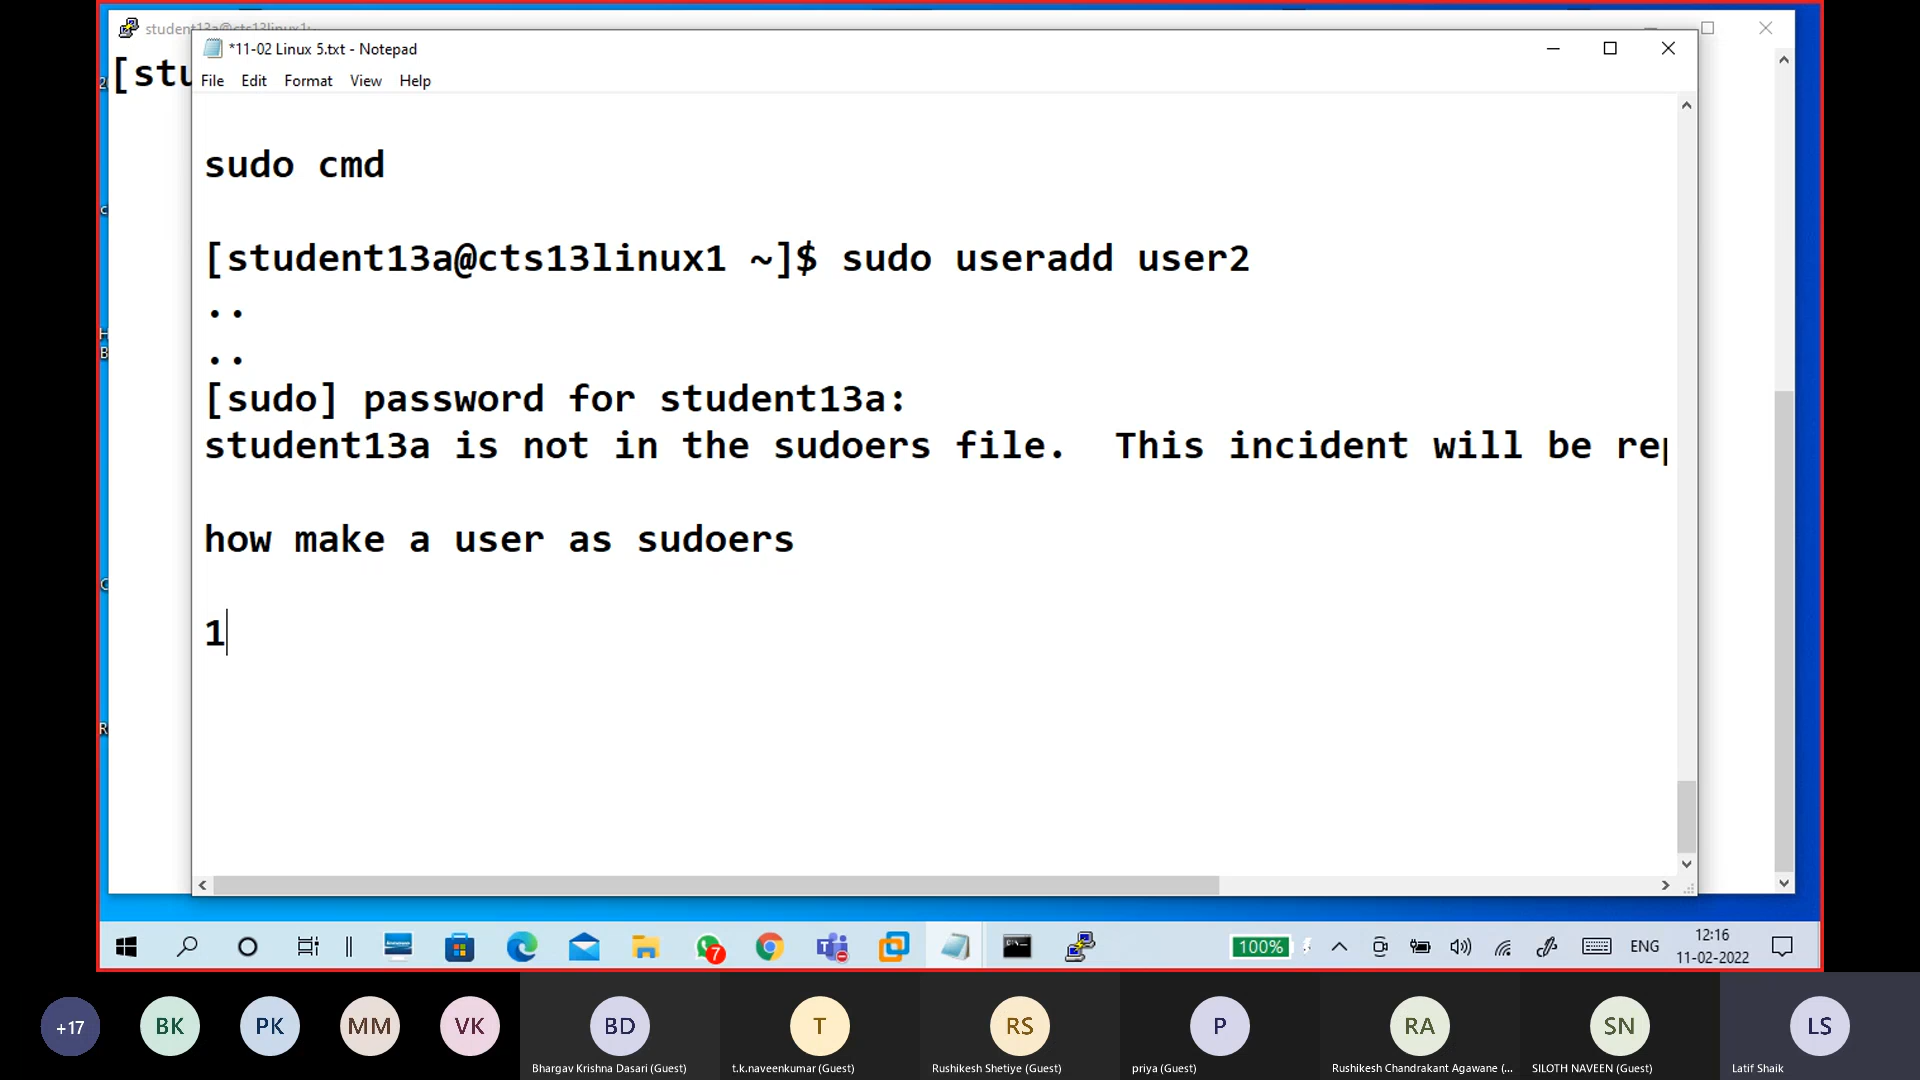 *11-02 Linux 5.txt - Notepad
File Edit Format View Help
[stu
sudo cmd
[student13a@cts13linux1 ~]$ sudo useradd user2
..
..
[sudo] password for student13a:
student13a is not in the sudoers file.  This incident will be
how make a user as sudoers
1
7
100%
ENG
12:16
11-02-2022
+17
BK
PK
MM
VK
BD
T
RS
P
RA
SN
LS
Bhargav Krishna Dasari (Guest)
t.k.naveenkumar (Guest)
Rushikesh Shetiye (Guest)
priya (Guest)
Rushikesh Chandrakant Agawane (...
SILOTH NAVEEN (Guest)
Latif Shaik